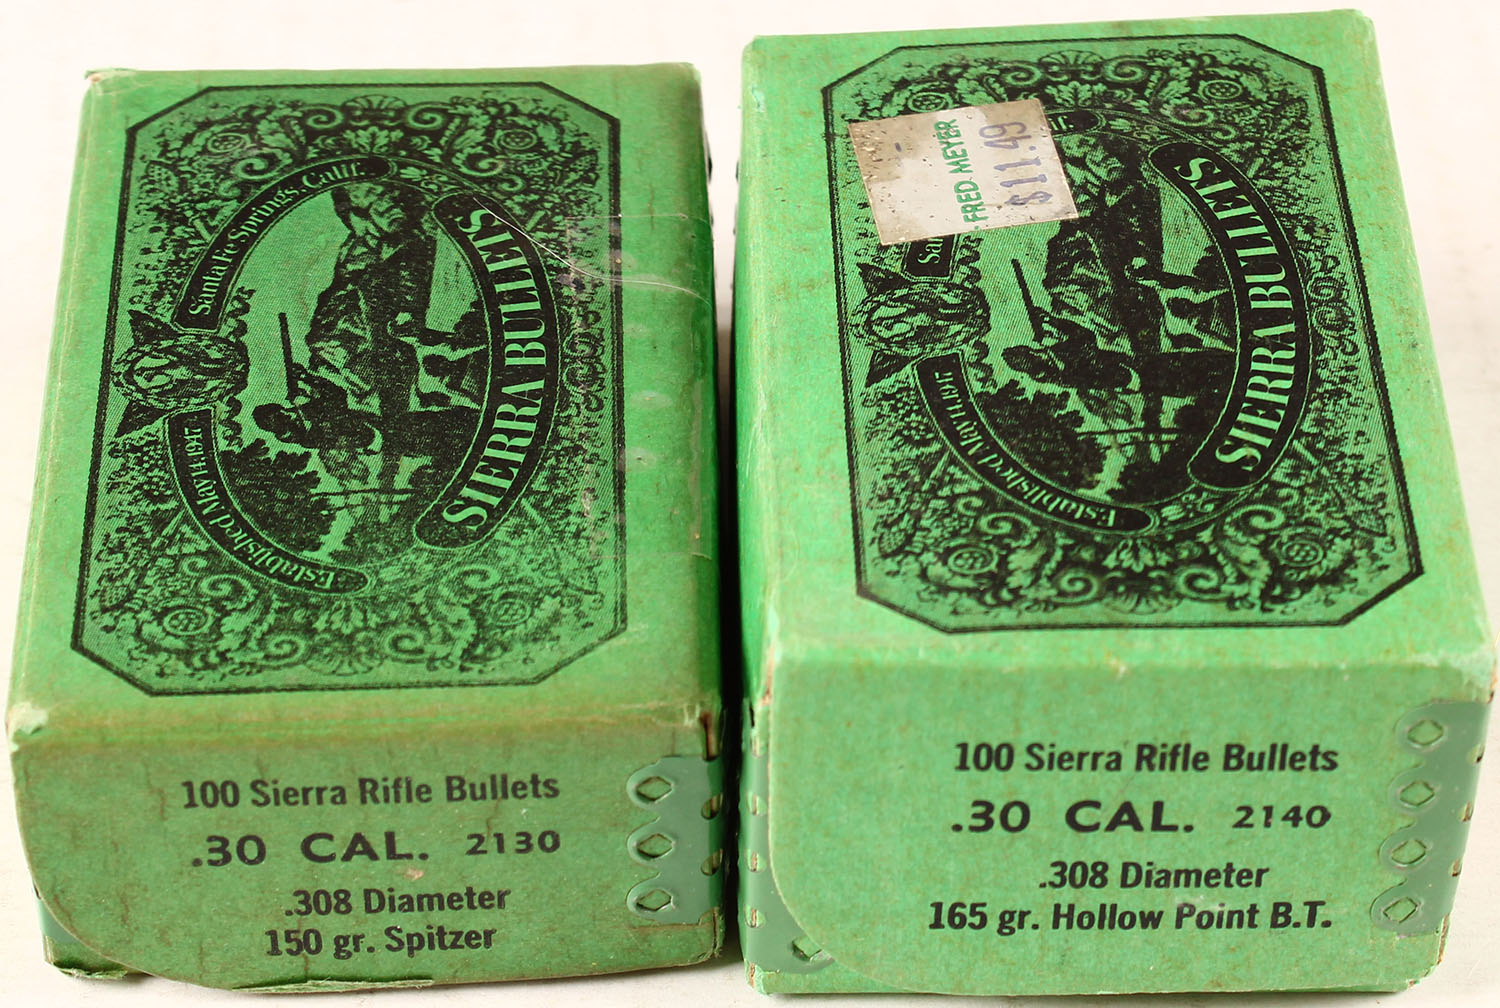 Santa Fe Springs, Calif.
SIERRA BULLETS
Established May 14, 1947
100 Sierra Rifle Bullets
.30 CAL. 2130
.308 Diameter
150 gr. Spitzer
FRED MEYER
$11.49
SIERRA BULLETS
Established May 14, 1947
100 Sierra Rifle Bullets
.30 CAL. 2140
.308 Diameter
165 gr. Hollow Point B.T.